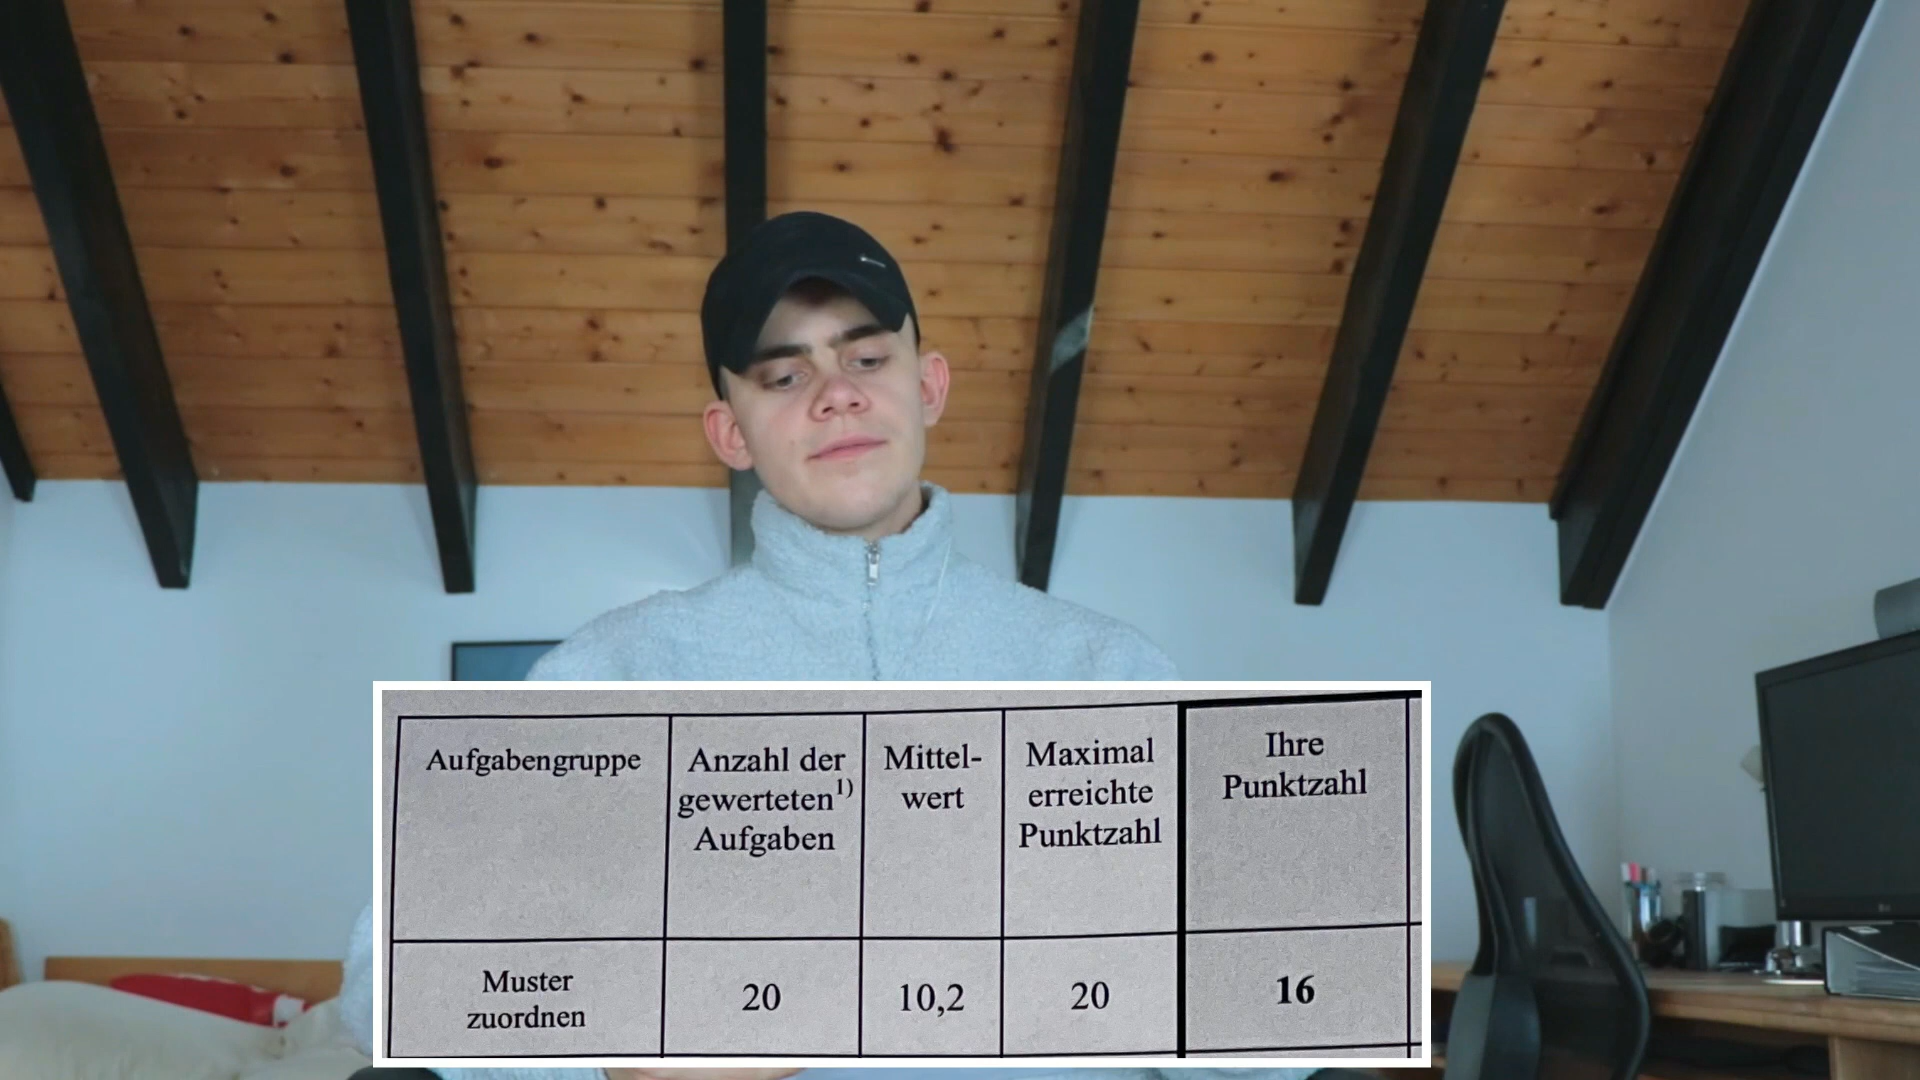 Aufgabengruppe
Anzahl der
gewerteten¹⁾
Aufgaben
Mittel-
wert
Maximal
erreichte
Punktzahl
Ihre
Punktzahl
Muster
zuordnen
20
10,2
20
16